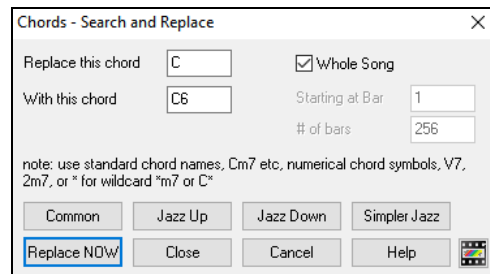 Chords - Search and Replace
Replace this chord C Whole Song
With this chord C6 Starting at Bar 1
# of bars 256
note: use standard chord names, Cm7 etc, numerical chord symbols, V7,
2m7, or * for wildcard *m7 or C*
Common Jazz Up Jazz Down Simpler Jazz
Replace NOW Close Cancel Help